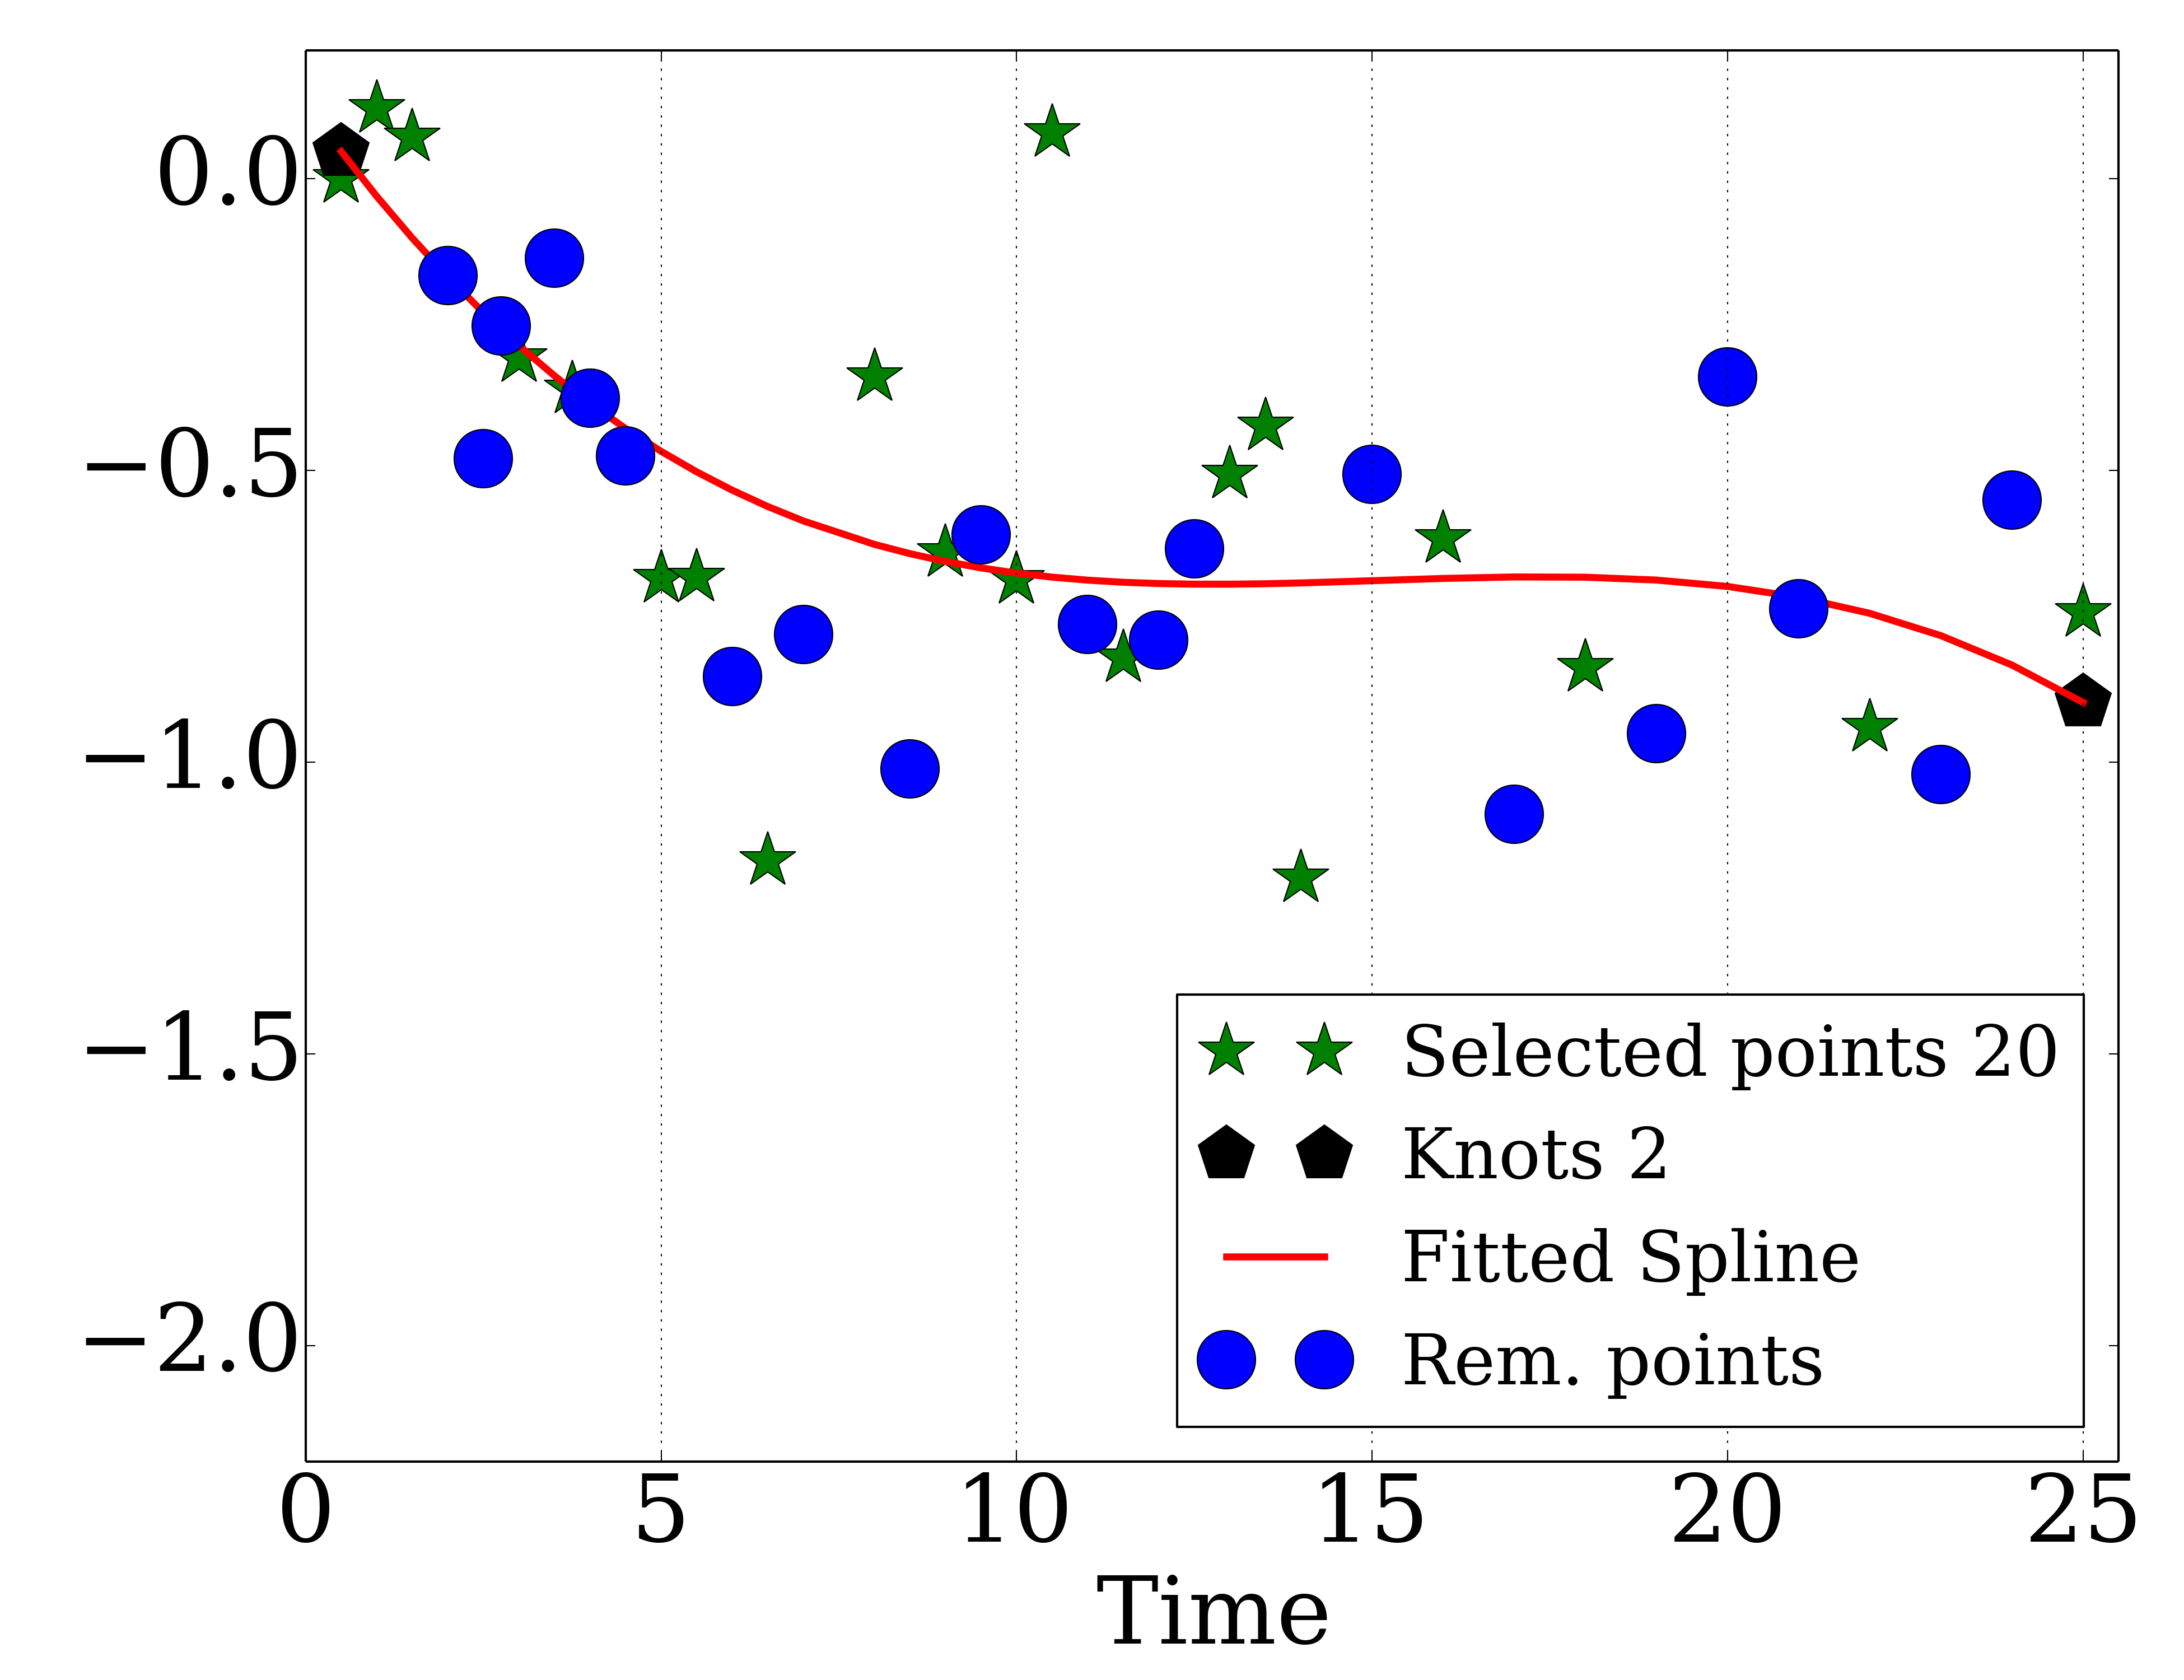 0.0
−0.5
−1.0
−1.5
−2.0
Selected points 20
Knots 2
Fitted Spline
Rem. points
0 5 10 15 20 25
Time